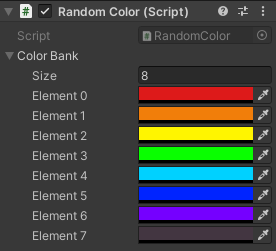 Random Color (Script)
Script RandomColor
Color Bank
Size 8
Element 0
Element 1
Element 2
Element 3
Element 4
Element 5
Element 6
Element 7